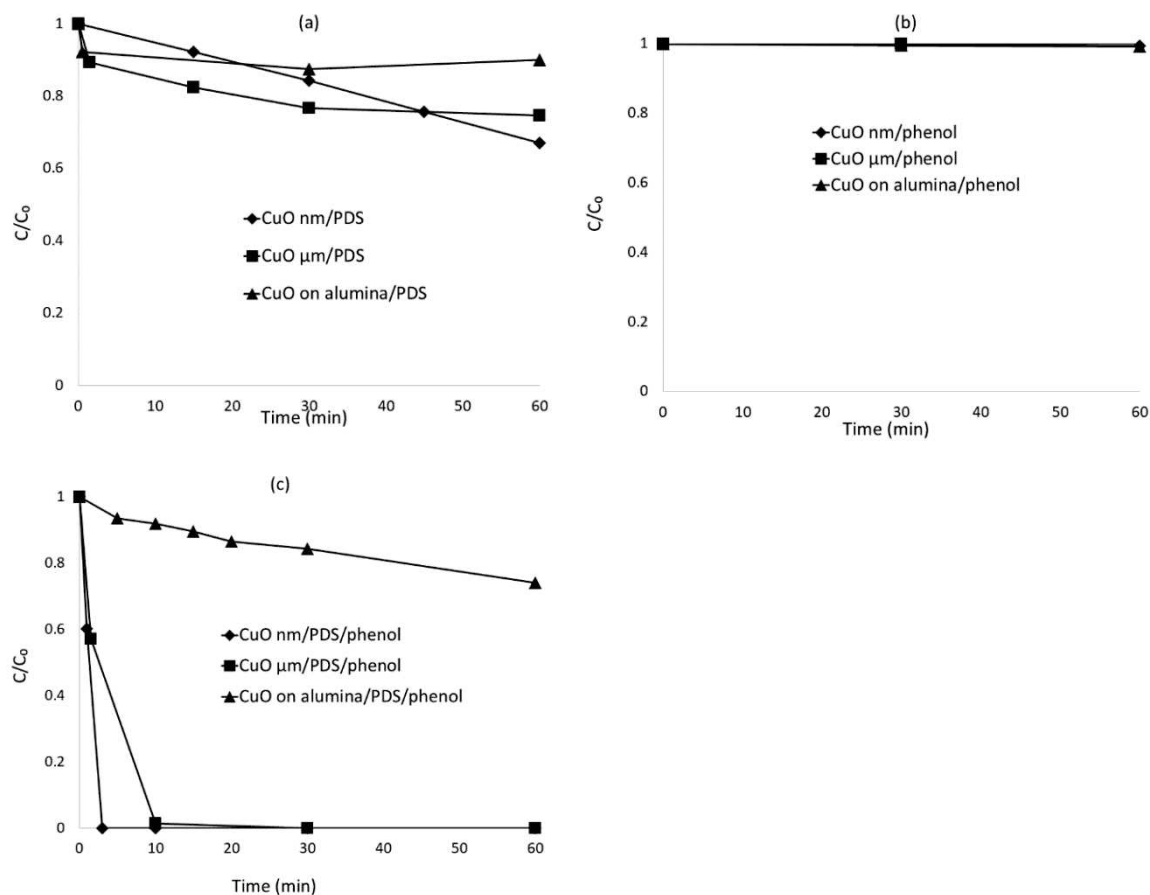 (a)
1
0.8
0.6
0.4
0.2
0
C/C₀
CuO nm/PDS
CuO μm/PDS
CuO on alumina/PDS
0 10 20 30 40 50 60
Time (min)
(b)
1
0.8
0.6
0.4
0.2
0
C/C₀
CuO nm/phenol
CuO μm/phenol
CuO on alumina/phenol
0 10 20 30 40 50 60
Time (min)
(c)
1
0.8
0.6
0.4
0.2
0
C/C₀
CuO nm/PDS/phenol
CuO μm/PDS/phenol
CuO on alumina/PDS/phenol
0 10 20 30 40 50 60
Time (min)